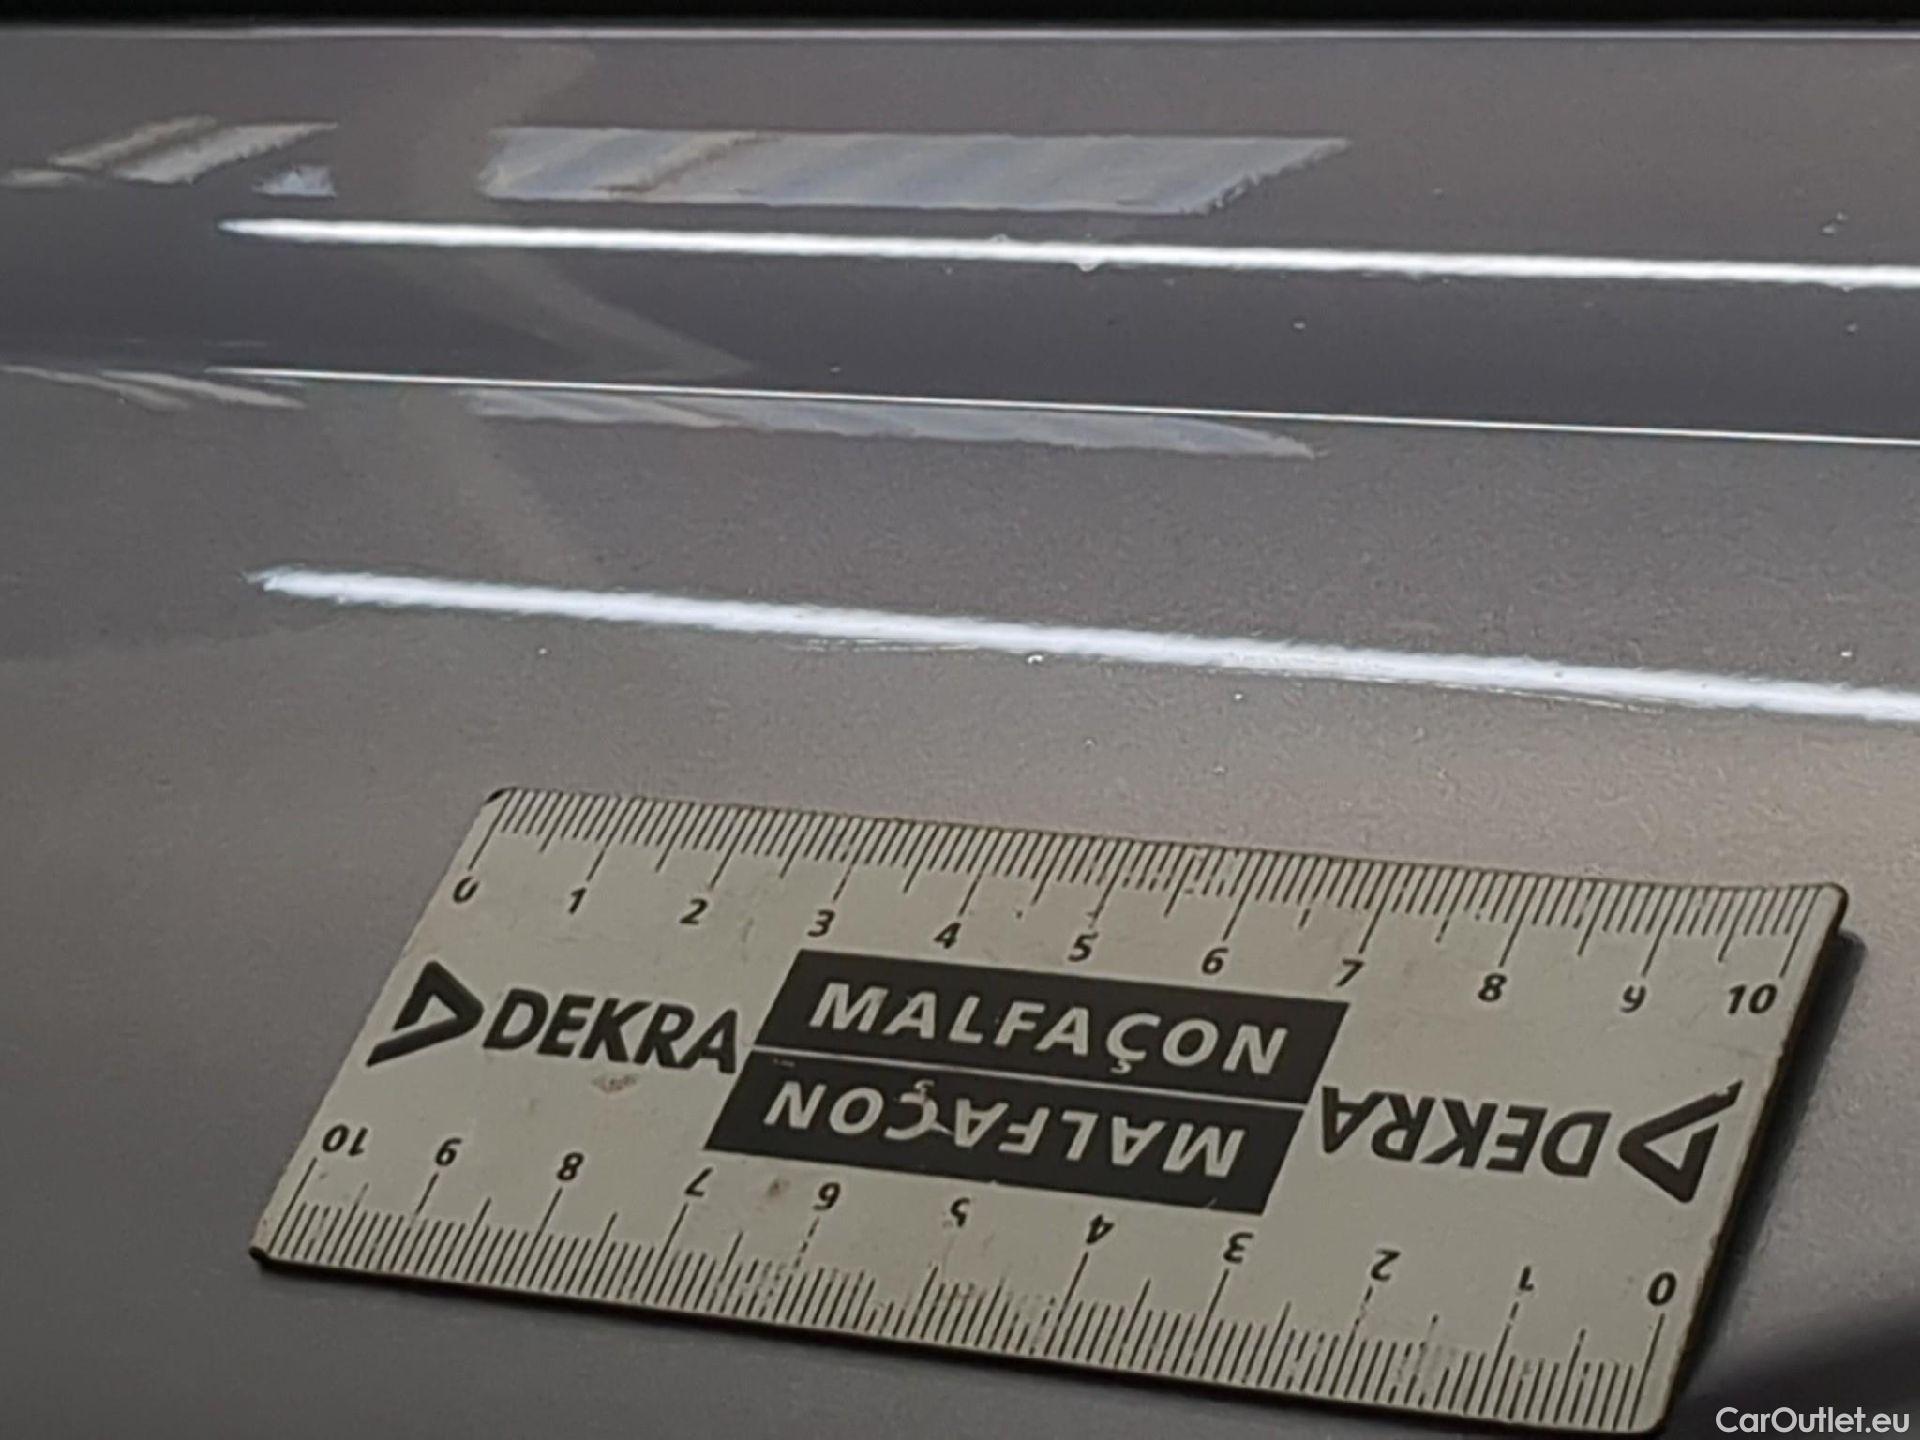 0 1 2 3 4 5 6 7 8 9 10
DEKRA MALFAÇON
MALFAÇON DEKRA
10 9 8 7 6 5 4 3 2 1 0
CarOutlet.eu